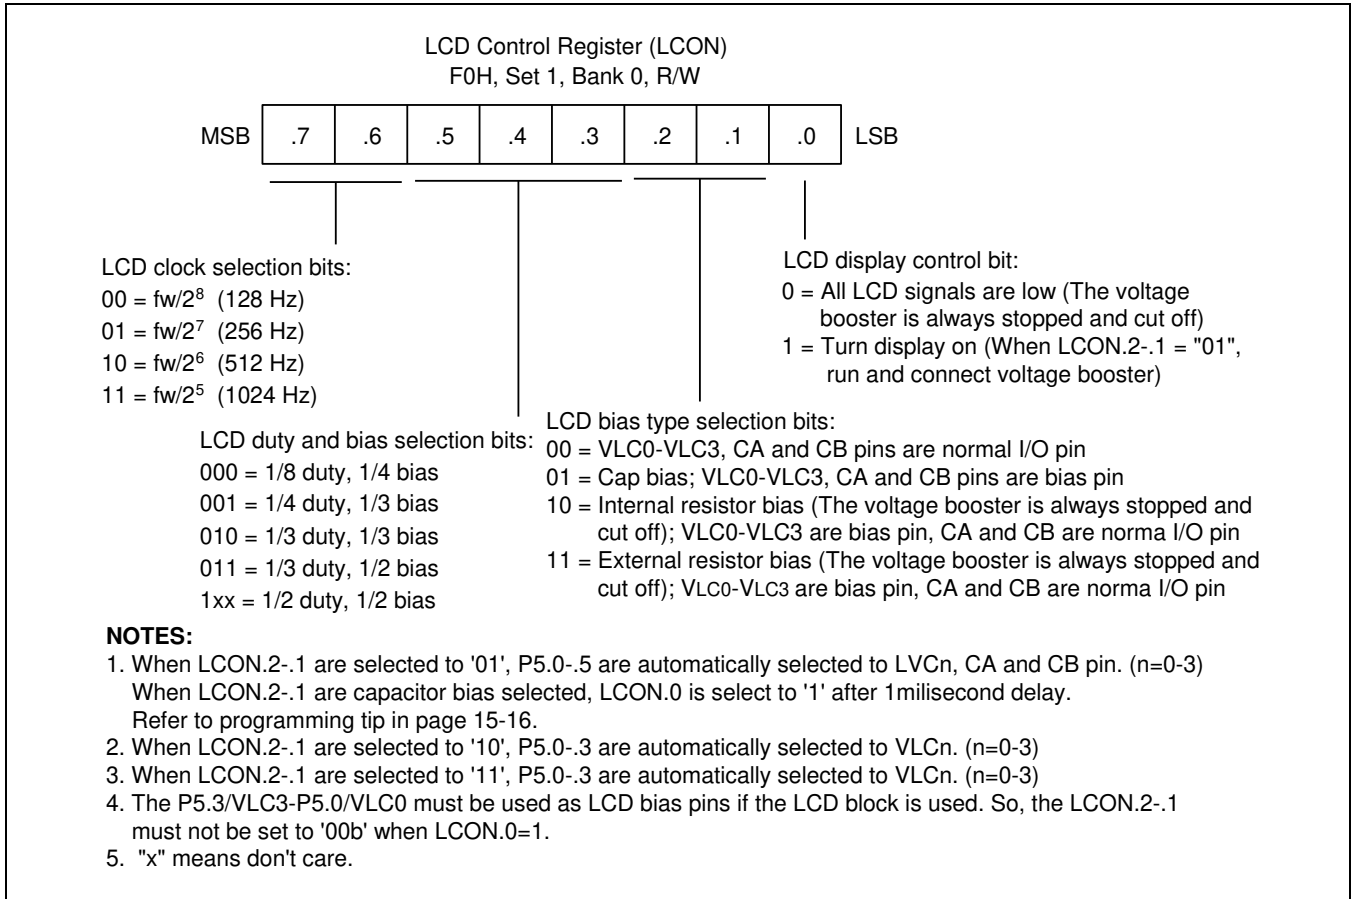 LCD Control Register (LCON)
F0H, Set 1, Bank 0, R/W
MSB .7 .6 .5 .4 .3 .2 .1 .0 LSB
LCD clock selection bits:
00 = fw/2⁸ (128 Hz)
01 = fw/2⁷ (256 Hz)
10 = fw/2⁶ (512 Hz)
11 = fw/2⁵ (1024 Hz)
LCD display control bit:
0 = All LCD signals are low (The voltage
booster is always stopped and cut off)
1 = Turn display on (When LCON.2-.1 = "01",
run and connect voltage booster)
LCD duty and bias selection bits:
000 = 1/8 duty, 1/4 bias
001 = 1/4 duty, 1/3 bias
010 = 1/3 duty, 1/3 bias
011 = 1/3 duty, 1/2 bias
1xx = 1/2 duty, 1/2 bias
LCD bias type selection bits:
00 = VLC0-VLC3, CA and CB pins are normal I/O pin
01 = Cap bias; VLC0-VLC3, CA and CB pins are bias pin
10 = Internal resistor bias (The voltage booster is always stopped and
cut off); VLC0-VLC3 are bias pin, CA and CB are norma I/O pin
11 = External resistor bias (The voltage booster is always stopped and
cut off); VLC0-VLC3 are bias pin, CA and CB are norma I/O pin
NOTES:
1. When LCON.2-.1 are selected to '01', P5.0-.5 are automatically selected to LVCn, CA and CB pin. (n=0-3)
When LCON.2-.1 are capacitor bias selected, LCON.0 is select to '1' after 1milisecond delay.
Refer to programming tip in page 15-16.
2. When LCON.2-.1 are selected to '10', P5.0-.3 are automatically selected to VLCn. (n=0-3)
3. When LCON.2-.1 are selected to '11', P5.0-.3 are automatically selected to VLCn. (n=0-3)
4. The P5.3/VLC3-P5.0/VLC0 must be used as LCD bias pins if the LCD block is used. So, the LCON.2-.1
must not be set to '00b' when LCON.0=1.
5. "x" means don't care.